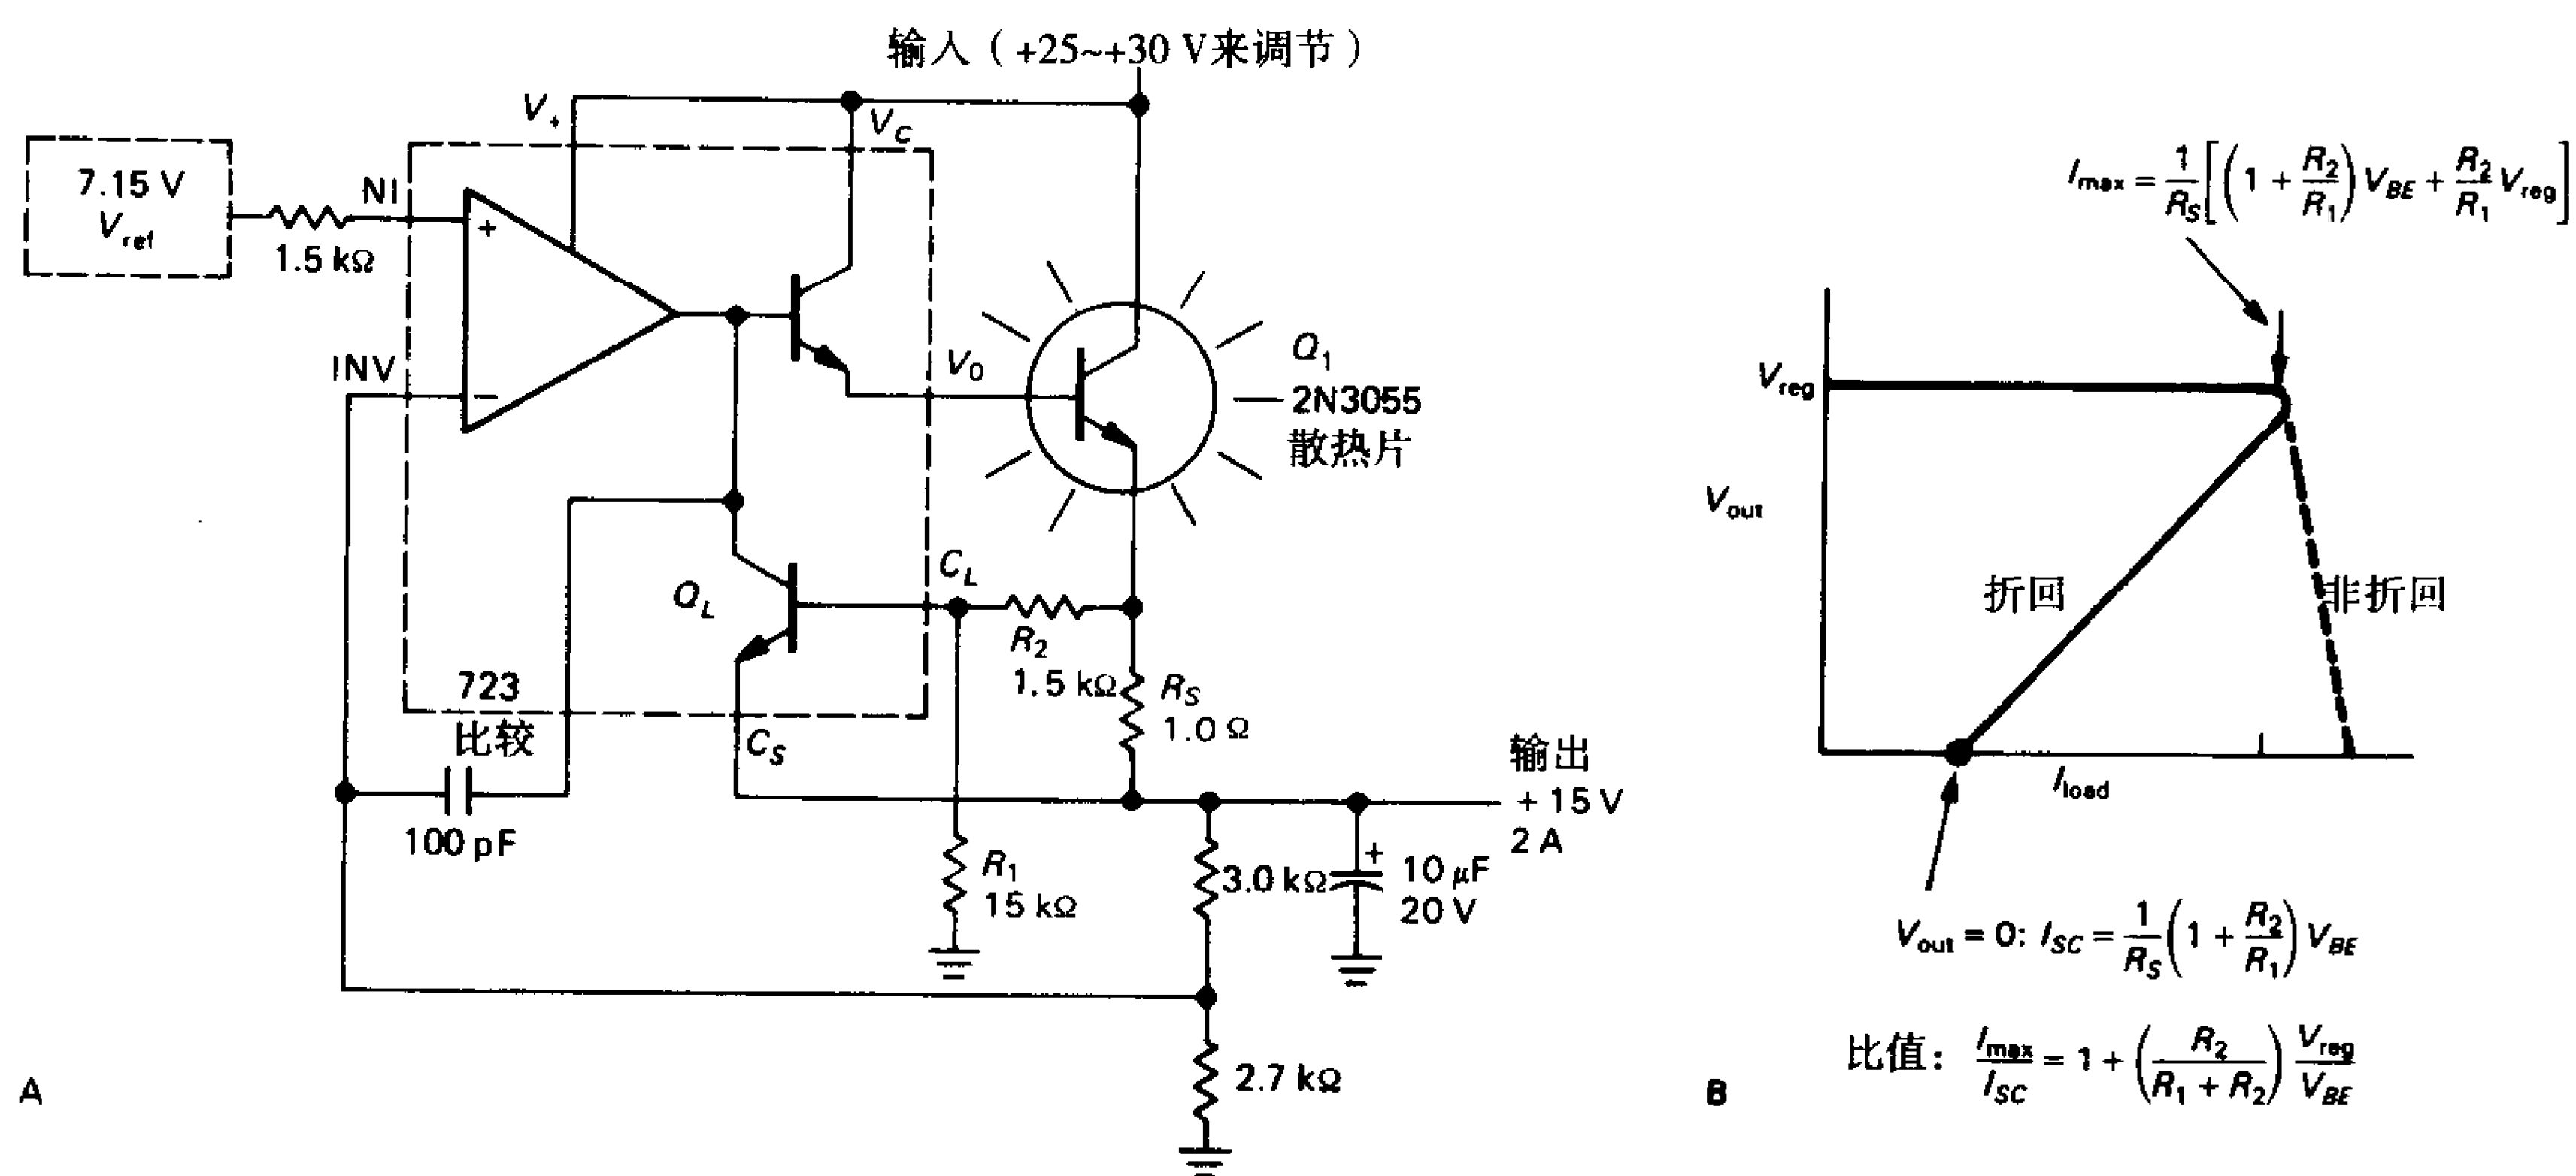 输入（+25~+30 V来调节）
V+
VC
7.15 V
Vref
NI
1.5 kΩ
+
INV
−
V0
Q1
2N3055
散热片
CL
QL
R2
1.5 kΩ
RS
1.0 Ω
723
比较
CS
100 pF
R1
15 kΩ
输出
+ 15 V
2 A
3.0 kΩ
+
10 μF
20 V
2.7 kΩ
A
Imax = 1/RS[(1 + R2/R1) VBE + R2/R1 Vreg]
Vreg
Vout
折回
非折回
Iload
Vout = 0: ISC = 1/RS(1 + R2/R1) VBE
比值： Imax/ISC = 1 + (R2/(R1 + R2)) Vreg/VBE
B